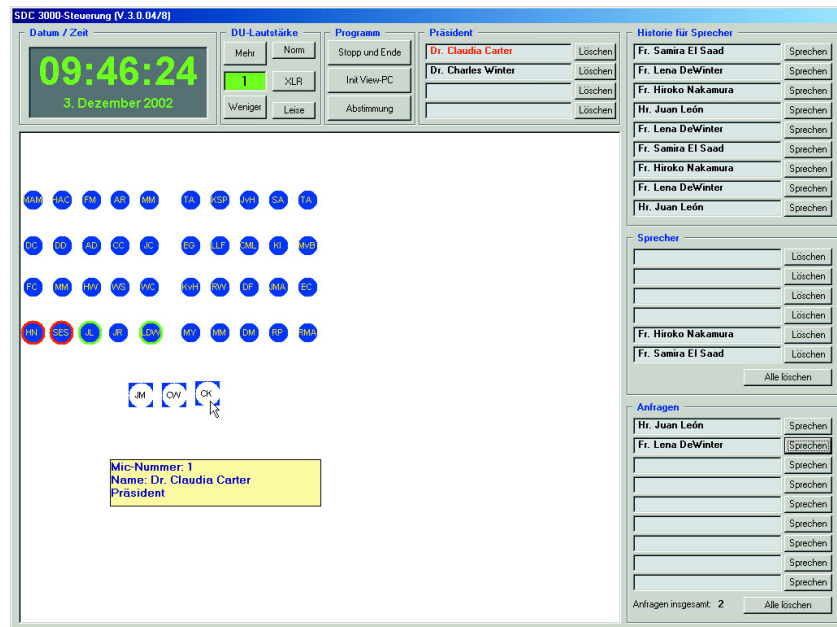 SDC 3000-Steuerung (V.3.0.04/8)
Datum / Zeit
09:46:24
3. Dezember 2002
DU-Lautstärke
Mehr Norm
1 XLR
Weniger Leise
Programm
Stopp und Ende
Init View-PC
Abstimmung
Präsident
Dr. Claudia Carter Löschen
Dr. Charles Winter Löschen
Löschen
Löschen
Historie für Sprecher
Fr. Samira El Saad Sprechen
Fr. Lena DeWinter Sprechen
Fr. Hiroko Nakamura Sprechen
Hr. Juan León Sprechen
Fr. Lena DeWinter Sprechen
Fr. Samira El Saad Sprechen
Fr. Hiroko Nakamura Sprechen
Fr. Lena DeWinter Sprechen
Hr. Juan León Sprechen
MAM HAC FM AR MM TA KSP JvH SA TA
DC DD AD CC JC EG LLF CML KI MvB
FC MM HW WS WC KvH RW DF JMA EC
HN SES JL JR LDW MY MM DM RP RMA
JM CW CK
Mic-Nummer: 1
Name: Dr. Claudia Carter
Präsident
Sprecher
Löschen
Löschen
Löschen
Löschen
Fr. Hiroko Nakamura Löschen
Fr. Samira El Saad Löschen
Alle löschen
Anfragen
Hr. Juan León Sprechen
Fr. Lena DeWinter Sprechen
Sprechen
Sprechen
Sprechen
Sprechen
Sprechen
Sprechen
Sprechen
Anfragen insgesamt: 2 Alle löschen